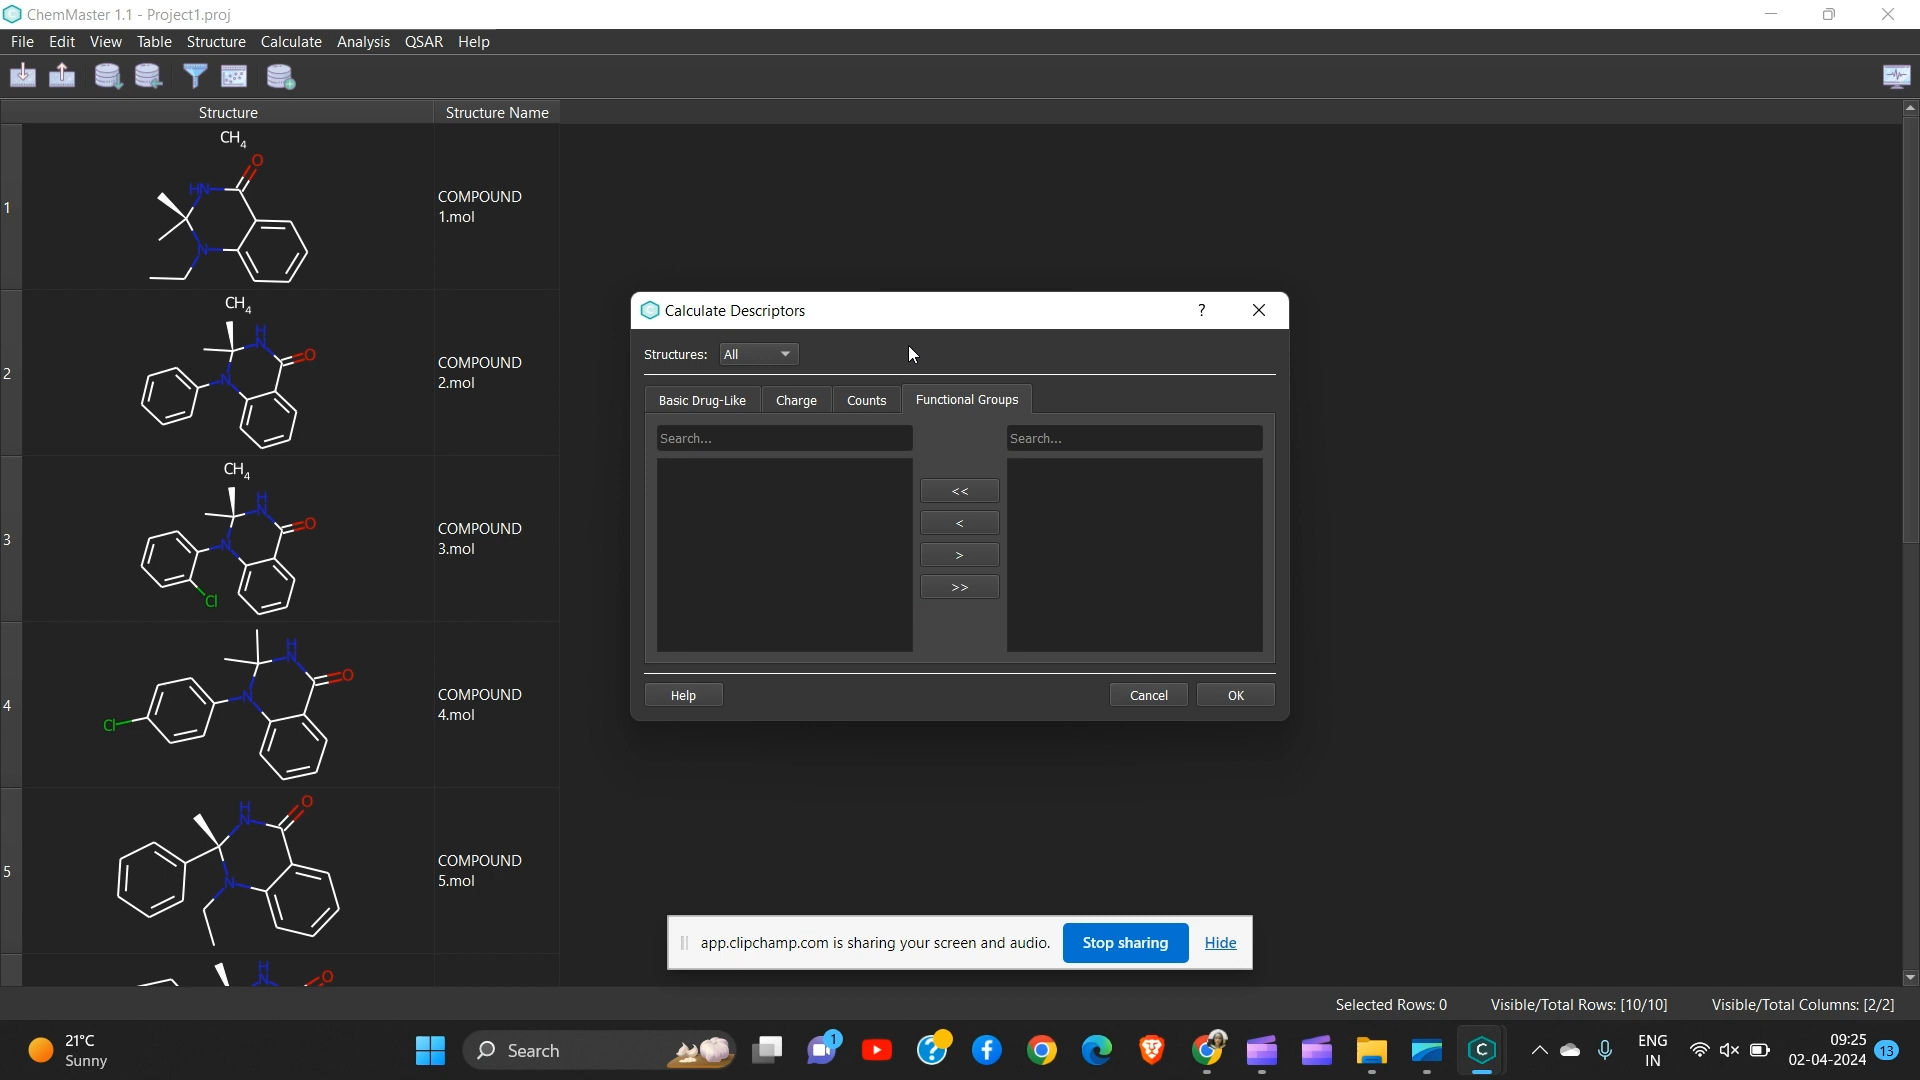 ChemMaster 1.1 - Project1.proj
File Edit View Table Structure Calculate Analysis QSAR Help
Structure Structure Name
1
CH4
O
HN
N
COMPOUND
1.mol
2
CH4
H
N
O
N
COMPOUND
2.mol
3
CH4
H
N
O
N
Cl
COMPOUND
3.mol
4
H
N
O
N
Cl
COMPOUND
4.mol
5
H
N
O
N
COMPOUND
5.mol
H
N
O
Calculate Descriptors ?
Structures: All
Basic Drug-Like Charge Counts Functional Groups
Search... Search...
<<
<
>
>>
Help Cancel OK
app.clipchamp.com is sharing your screen and audio. Stop sharing Hide
Selected Rows: 0 Visible/Total Rows: [10/10] Visible/Total Columns: [2/2]
21°C
Sunny
Search
1
ENG
IN
09:25
02-04-2024
13